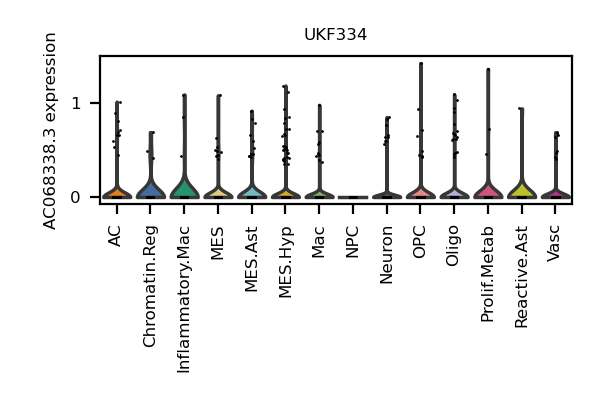 UKF334
AC068338.3 expression
1
0
AC
Chromatin.Reg
Inflammatory.Mac
MES
MES.Ast
MES.Hyp
Mac
NPC
Neuron
OPC
Oligo
Prolif.Metab
Reactive.Ast
Vasc